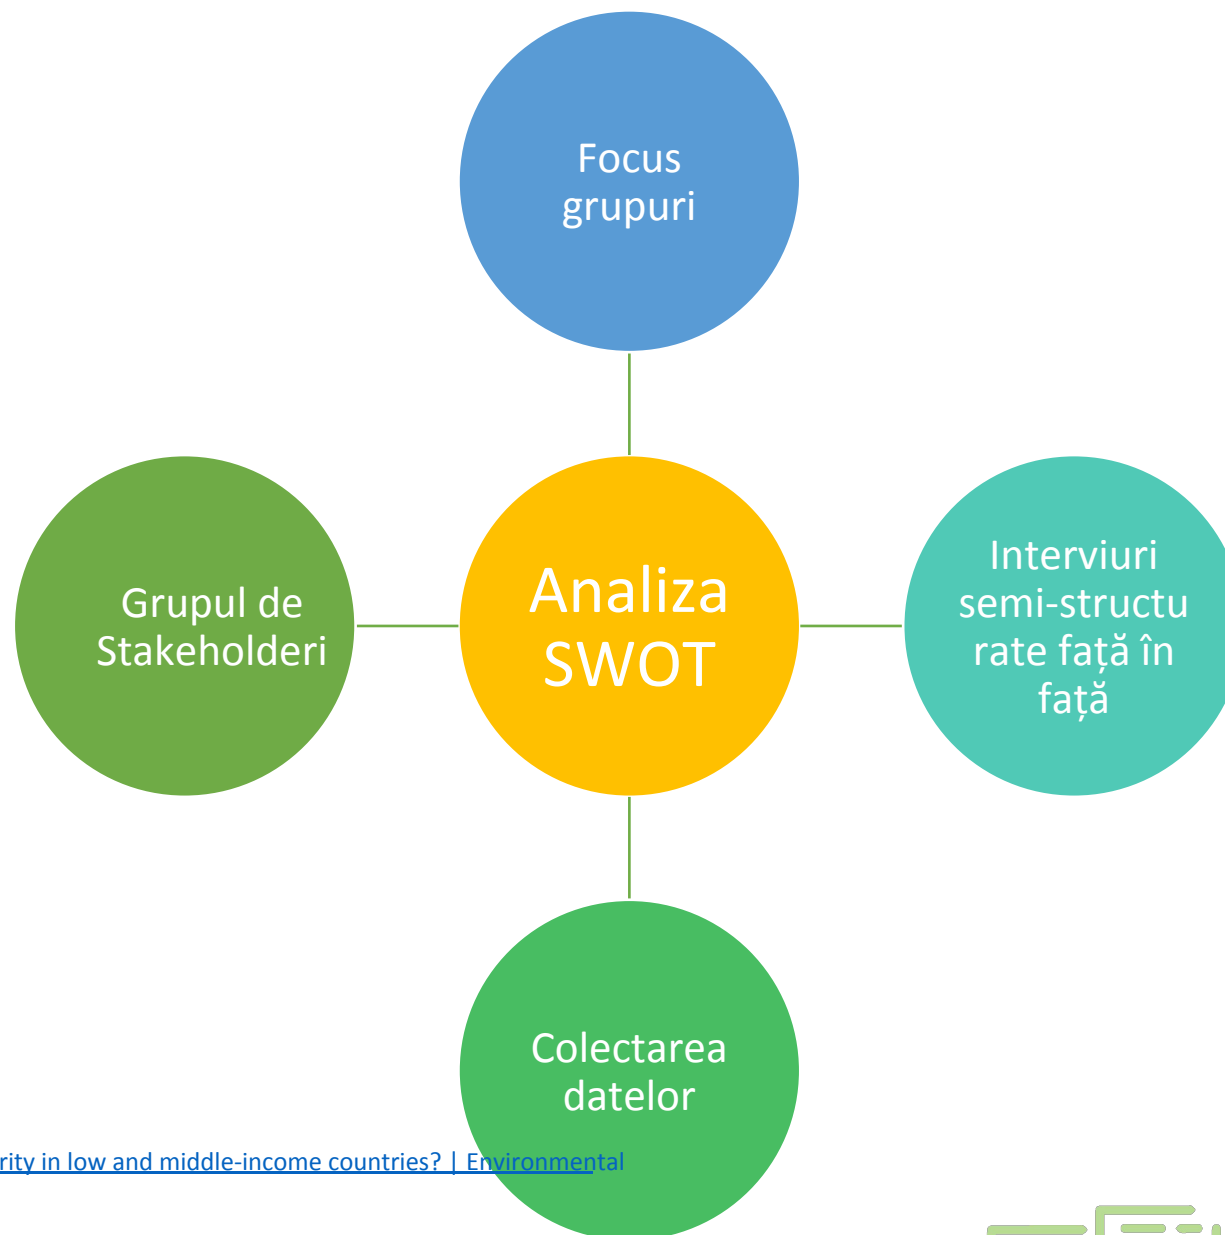 Focus
grupuri
Grupul de
Stakeholderi
Analiza
SWOT
Interviuri
semi-structu
rate față în
față
Colectarea
datelor
rity in low and middle-income countries? | Environmental